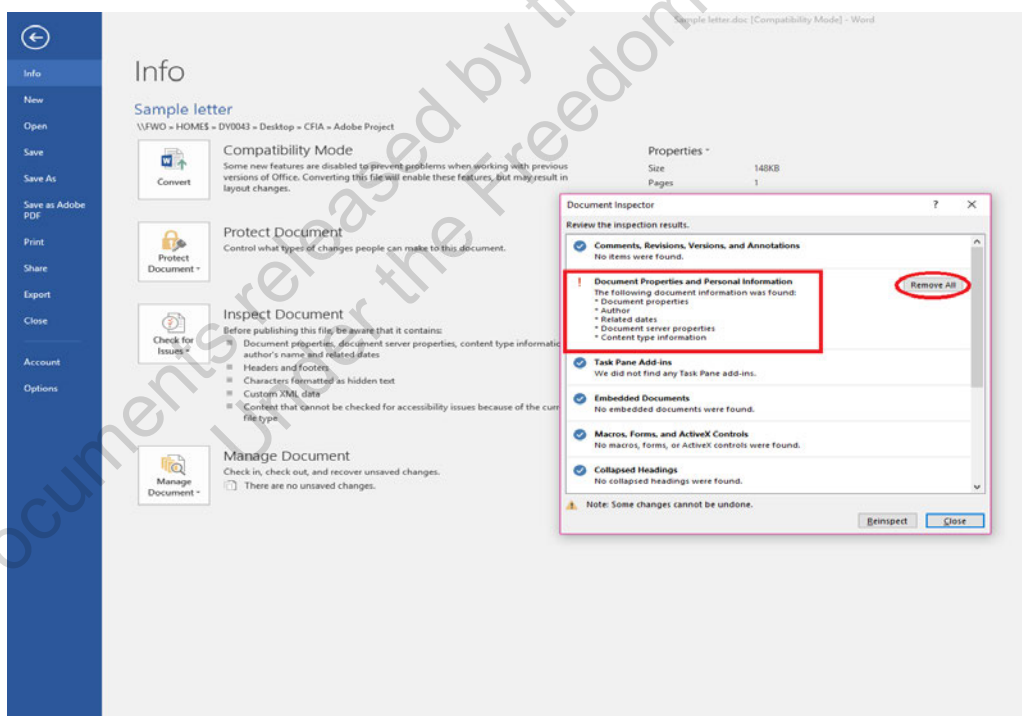 Sample letter.doc [Compatibility Mode] - Word
Info
New
Open
Save
Save As
Save as Adobe
PDF
Print
Share
Export
Close
Account
Options
Info
Sample letter
\\FWO » HOME$ » DY0043 » Desktop » CFIA » Adobe Project
Convert
Compatibility Mode
Some new features are disabled to prevent problems when working with previous
versions of Office. Converting this file will enable these features, but may result in
layout changes.
Protect
Document
Protect Document
Control what types of changes people can make to this document.
Check for
Issues
Inspect Document
Before publishing this file, be aware that it contains:
Document properties, document server properties, content type informatic
author's name and related dates
Headers and footers
Characters formatted as hidden text
Custom XML data
Content that cannot be checked for accessibility issues because of the curr
file type
Manage
Document
Manage Document
Check in, check out, and recover unsaved changes.
There are no unsaved changes.
Properties
Size 148KB
Pages 1
Document Inspector ? ×
Review the inspection results.
Comments, Revisions, Versions, and Annotations
No items were found.
! Document Properties and Personal Information
The following document information was found:
* Document properties
* Author
* Related dates
* Document server properties
* Content type information
Remove All
Task Pane Add-ins
We did not find any Task Pane add-ins.
Embedded Documents
No embedded documents were found.
Macros, Forms, and ActiveX Controls
No macros, forms, or ActiveX controls were found.
Collapsed Headings
No collapsed headings were found.
Note: Some changes cannot be undone.
Reinspect Close
ocuments released by th
Under the Freedom